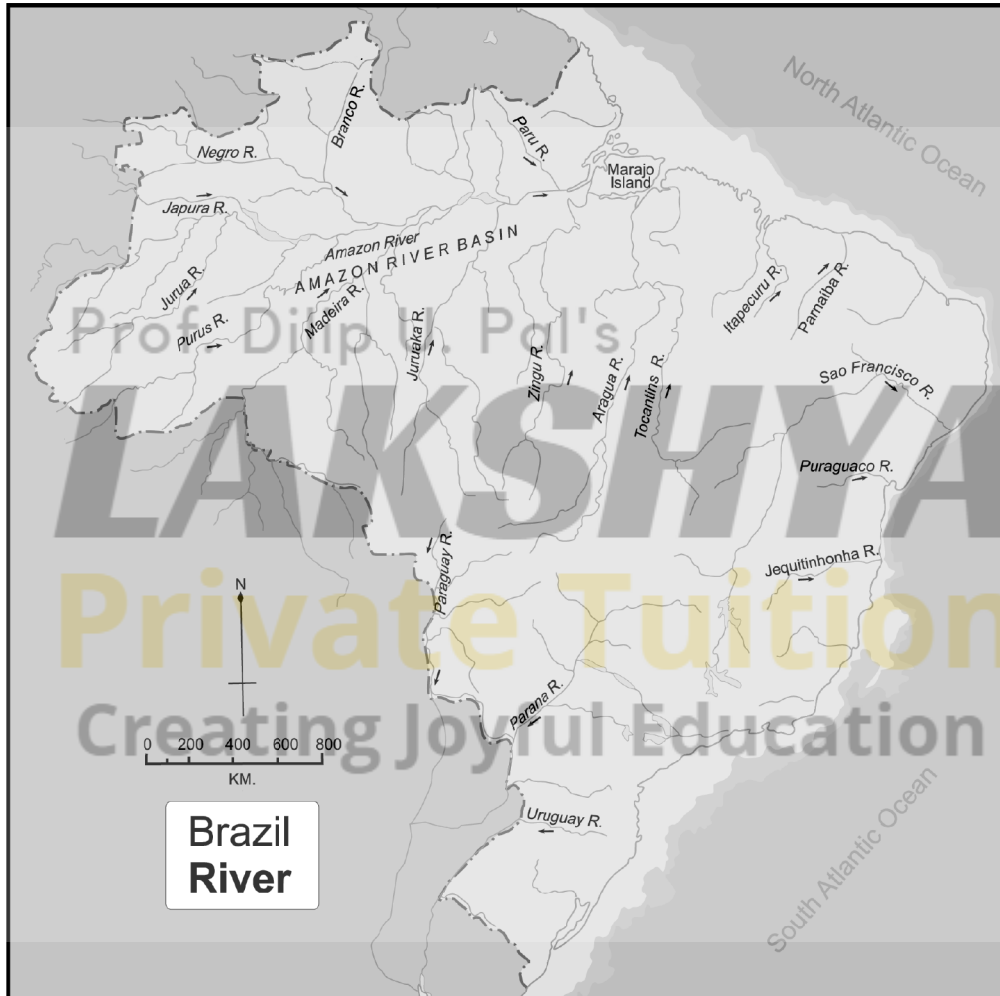 North Atlantic Ocean
Branco R.
Paru R.
Negro R.
Marajo
Island
Japura R.
Amazon River
AMAZON RIVER BASIN
Jurua R.
Madeira R.
Purus R.
Itapecuru R.
Parnaiba R.
Prof. Dilip U. Pal's
Juruaka R.
Zingu R.
Aragua R.
Tocantins R.
Sao Francisco R.
LAKSHYA
Puraguaco R.
Paraguay R.
Jequitinhonha R.
N
Private Tuition
Parana R.
Creating Joyful Education
0 200 400 600 800
KM.
Uruguay R.
Brazil
River
South Atlantic Ocean